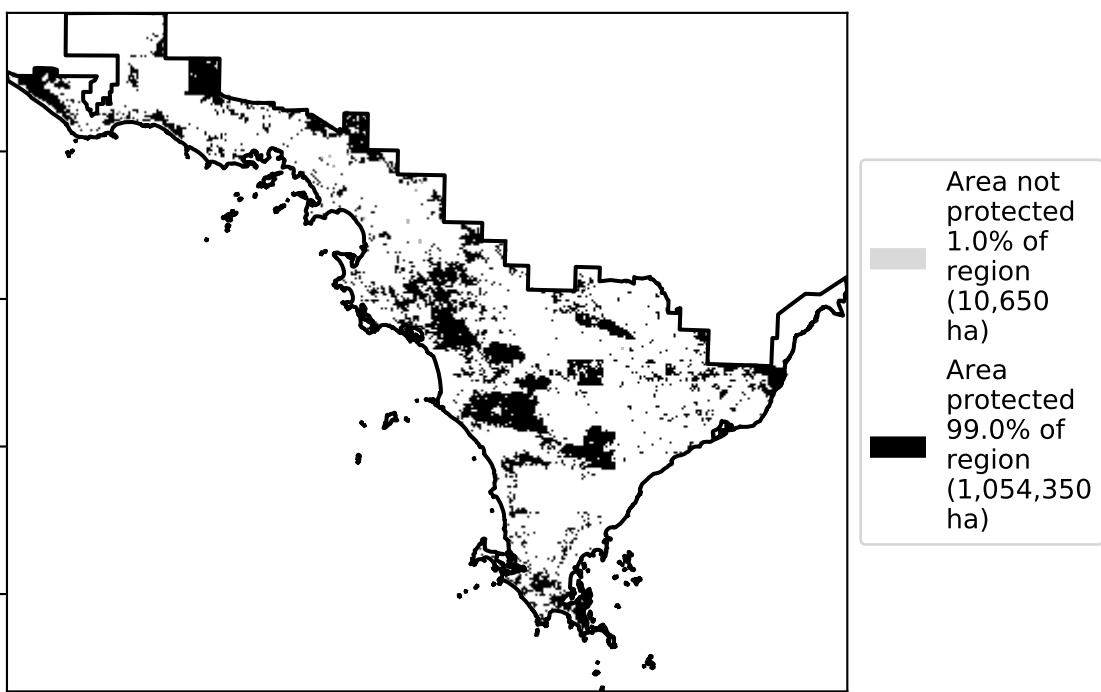 Area not
protected
1.0% of
region
(10,650
ha)
Area
protected
99.0% of
region
(1,054,350
ha)